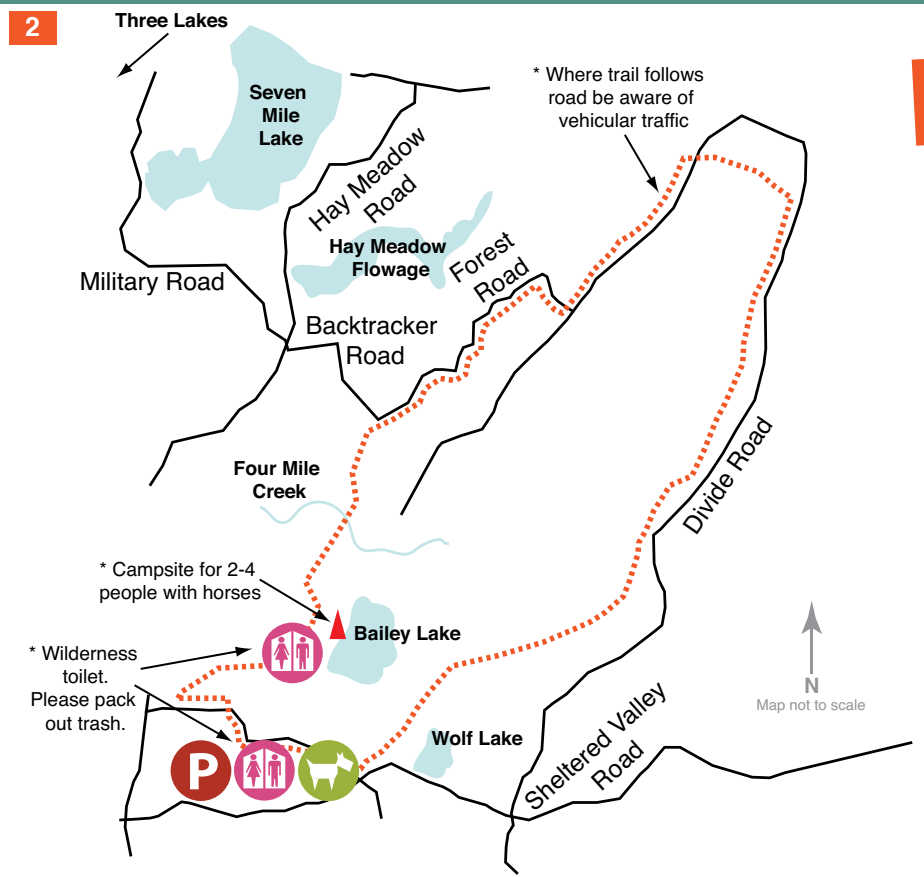 2
Three Lakes
Seven
Mile
Lake
* Where trail follows
road be aware of
vehicular traffic
Hay Meadow
Road
Hay Meadow
Flowage
Forest
Road
Military Road
Backtracker
Road
Four Mile
Creek
Divide Road
* Campsite for 2-4
people with horses
Bailey Lake
* Wilderness
toilet.
Please pack
out trash.
N
Map not to scale
Wolf Lake
Sheltered Valley
Road
P